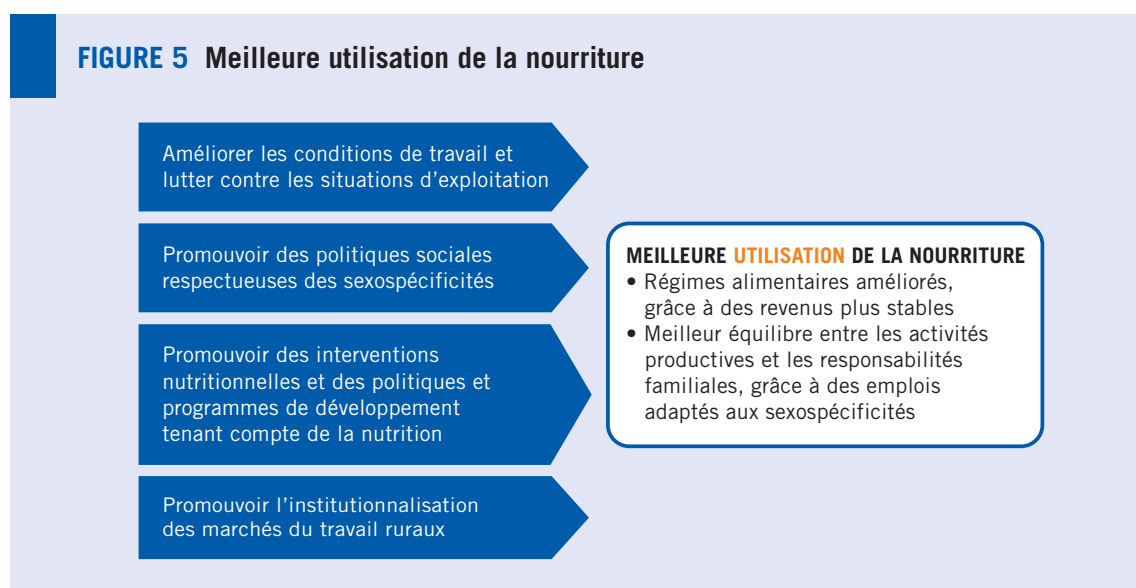 FIGURE 5 Meilleure utilisation de la nourriture
Améliorer les conditions de travail et
lutter contre les situations d’exploitation
Promouvoir des politiques sociales
respectueuses des sexospécificités
Promouvoir des interventions
nutritionnelles et des politiques et
programmes de développement
tenant compte de la nutrition
Promouvoir l’institutionnalisation
des marchés du travail ruraux
MEILLEURE UTILISATION DE LA NOURRITURE
• Régimes alimentaires améliorés,
grâce à des revenus plus stables
• Meilleur équilibre entre les activités
productives et les responsabilités
familiales, grâce à des emplois
adaptés aux sexospécificités